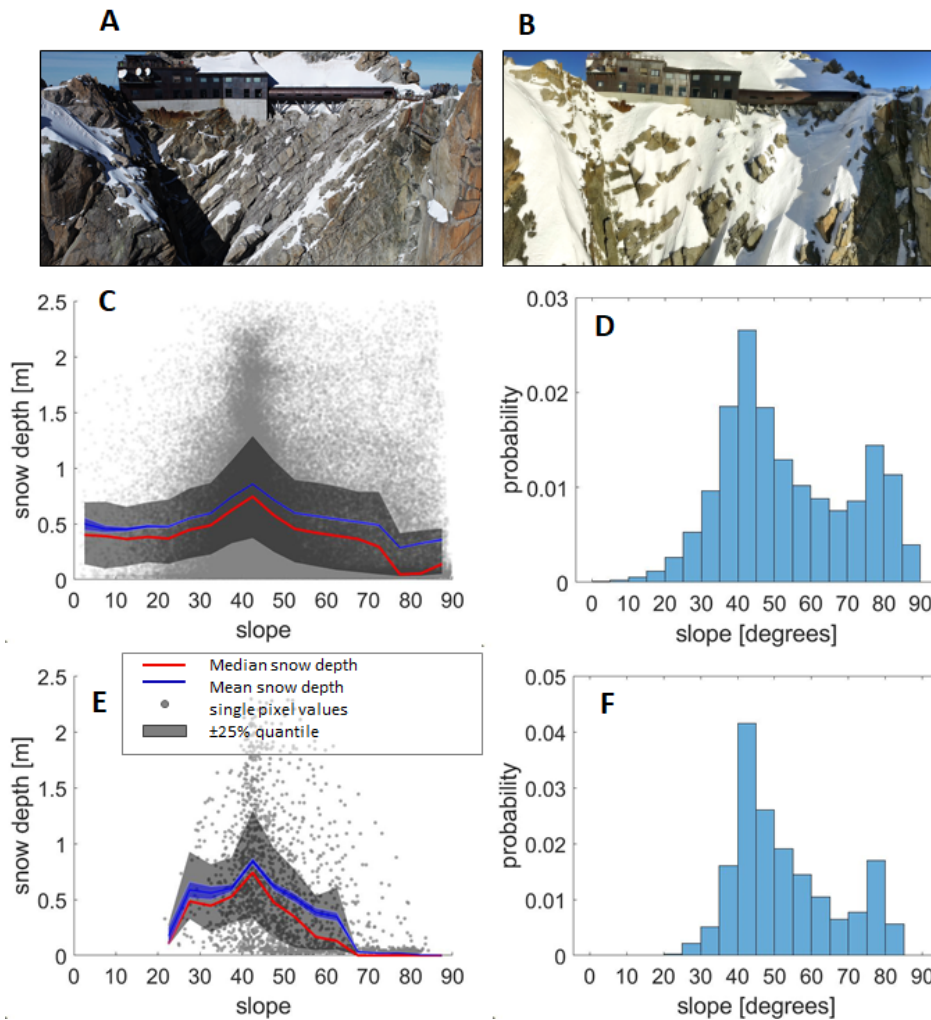 A
B
C
2.5
2
1.5
1
0.5
0
snow depth [m]
0 10 20 30 40 50 60 70 80 90
slope
D
0.03
0.02
0.01
0
probability
0 10 20 30 40 50 60 70 80 90
slope [degrees]
E
2.5
2
1.5
1
0.5
0
snow depth [m]
Median snow depth
Mean snow depth
single pixel values
±25% quantile
0 10 20 30 40 50 60 70 80 90
slope
F
0.05
0.04
0.03
0.02
0.01
0
probability
0 10 20 30 40 50 60 70 80 90
slope [degrees]